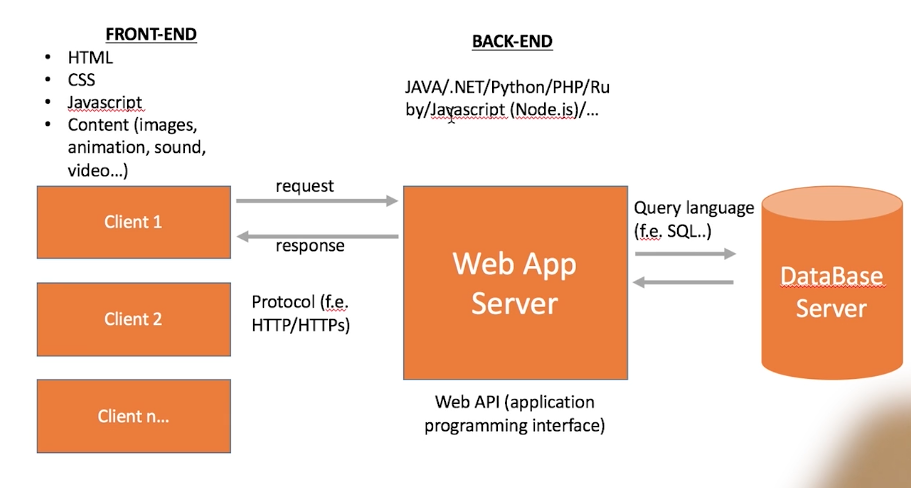 FRONT-END
• HTML
• CSS
• Javascript
• Content (images,
animation, sound,
video...)
BACK-END
JAVA/.NET/Python/PHP/Ru
by/Javascript (Node.js)/...
Client 1
request
response
Client 2
Protocol (f.e.
HTTP/HTTPs)
Client n...
Web App
Server
Web API (application
programming interface)
Query language
(f.e. SQL..)
DataBase
Server